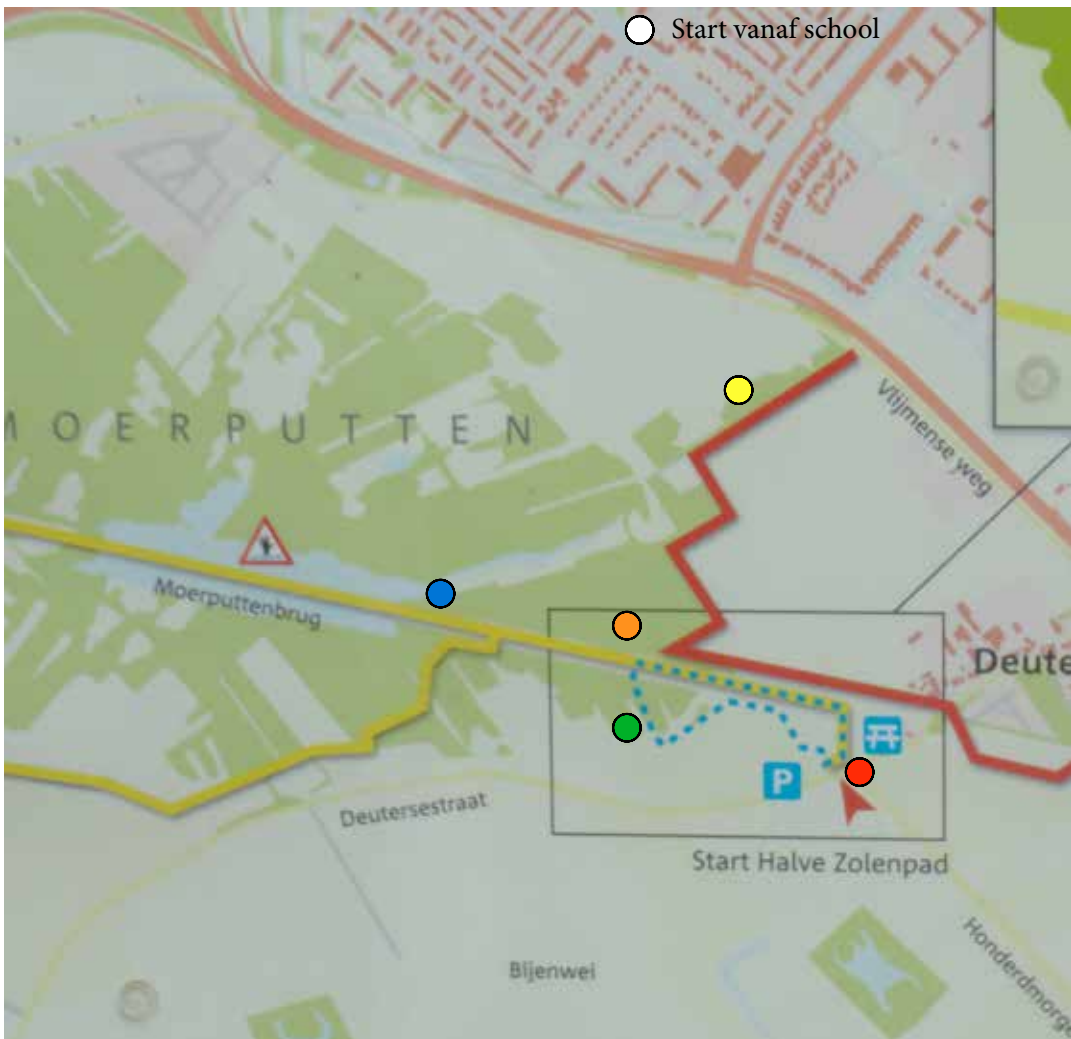 Start vanaf school
Vlijmense weg
MOERPUTTEN
Moerputtenbrug
Deute
P
Deutersestraat
Start Halve Zolenpad
Honderdmorge
Bijenwei